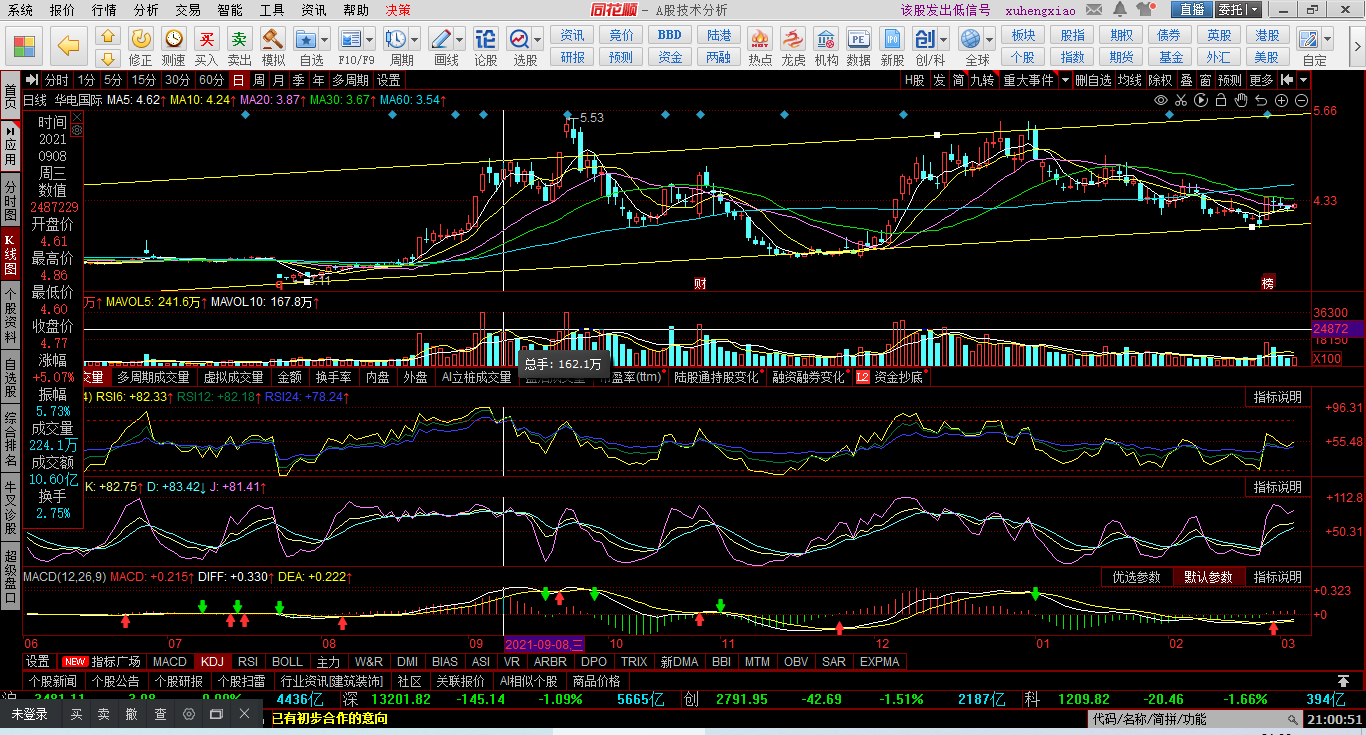 系统 报价 行情 分析 交易 智能 工具 资讯 帮助 决策 同花顺 - A股技术分析 该股发出低信号 xuhengxiao 直播 委托
资讯 竞价 BBD 陆港 板块 股指 期权 债券 英股 港股
修正 测速 买入 卖出 模拟 自选 F10/F9 周期 画线 论股 选股 研报 预测 资金 两融 热点 龙虎 机构 数据 新股 创/科 全球 个股 指数 期货 基金 外汇 美股 自定
分时 1分 5分 15分 30分 60分 日 周 月 季 年 多周期 设置 H股 发 简 九转 重大事件 删自选 均线 除权 叠 窗 预测 更多
日线 华电国际 MA5: 4.62↑ MA10: 4.24↑ MA20: 3.87↑ MA30: 3.67↑ MA60: 3.54↑
首页
应用
分时图
K线图
个股资料
自选股
综合排名
牛叉诊股
超级盘口
时间
2021
0908
周三
数值
2487229
开盘价
4.61
最高价
4.86
最低价
4.60
收盘价
4.77
涨幅
+5.07%
振幅
5.73%
成交量
224.1万
成交额
10.60亿
换手
2.75%
5.66
5.53
4.33
财
榜
万↑ MAVOL5: 241.6万↑ MAVOL10: 167.8万↑
36300
24872
18150
X100
总手: 162.1万
交量 多周期成交量 虚拟成交量 金额 换手率 内盘 外盘 AI立桩成交量 盈率(ttm) 陆股通持股变化 融资融券变化 L2 资金抄底
4) RSI6: +82.33↑ RSI12: +82.18↑ RSI24: +78.24↑ 指标说明
+96.31
+55.48
K: +82.75↑ D: +83.42↓ J: +81.41↑ 指标说明
+112.8
+50.31
MACD(12,26,9) MACD: +0.215↑ DIFF: +0.330↑ DEA: +0.222↑ 优选参数 默认参数 指标说明
+0.323
+0
06 07 08 09 2021-09-08,三 10 11 12 01 02 03
设置 NEW 指标广场 MACD KDJ RSI BOLL 主力 W&R DMI BIAS ASI VR ARBR DPO TRIX 新DMA BBI MTM OBV SAR EXPMA
个股新闻 个股公告 个股研报 个股扫雷 行业资讯[建筑装饰] 社区 关联报价 AI相似个股 商品价格
沪 3481.11 4436亿 深 13201.82 -145.14 -1.09% 5665亿 创 2791.95 -42.69 -1.51% 2187亿 科 1209.82 -20.46 -1.66% 394亿
未登录 买 卖 撤 查 已有初步合作的意向 代码/名称/简拼/功能 21:00:51